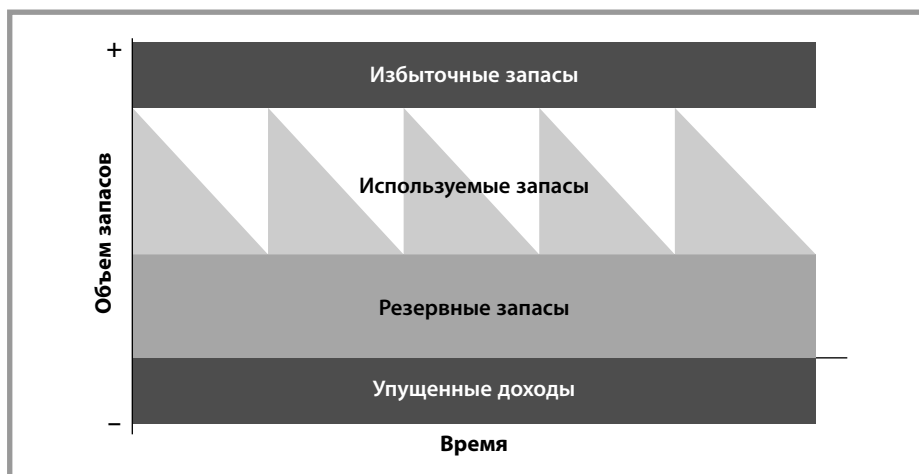 +
Избыточные запасы
Объем запасов
Используемые запасы
Резервные запасы
Упущенные доходы
–
Время